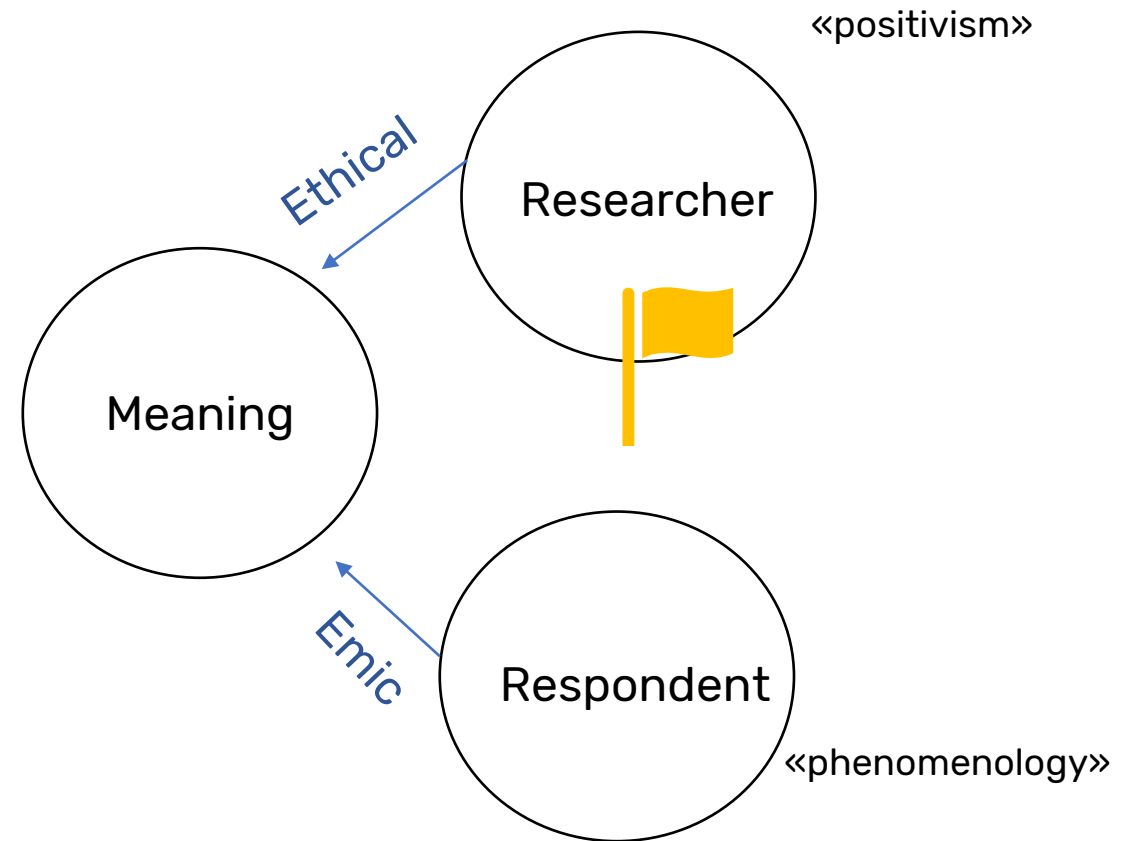 «positivism»
Ethical
Researcher
Meaning
Emic
Respondent
«phenomenology»